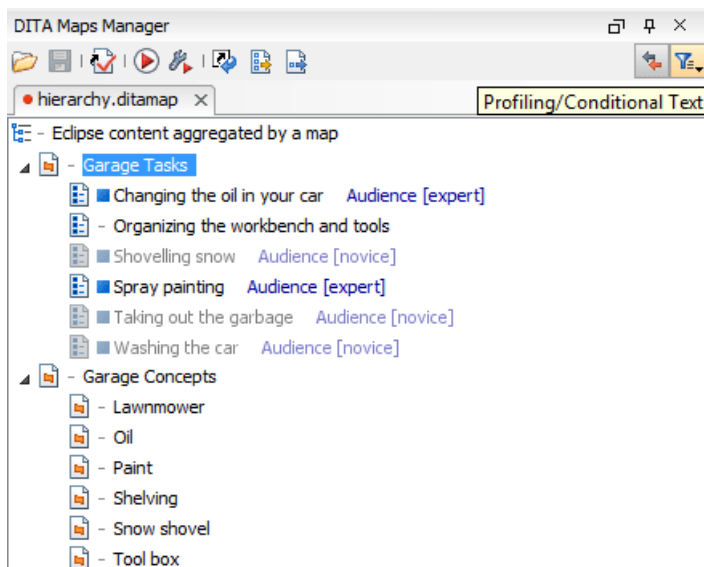 DITA Maps Manager
hierarchy.ditamap
Profiling/Conditional Text
- Eclipse content aggregated by a map
- Garage Tasks
Changing the oil in your car Audience [expert]
- Organizing the workbench and tools
Shovelling snow Audience [novice]
Spray painting Audience [expert]
Taking out the garbage Audience [novice]
Washing the car Audience [novice]
- Garage Concepts
- Lawnmower
- Oil
- Paint
- Shelving
- Snow shovel
- Tool box